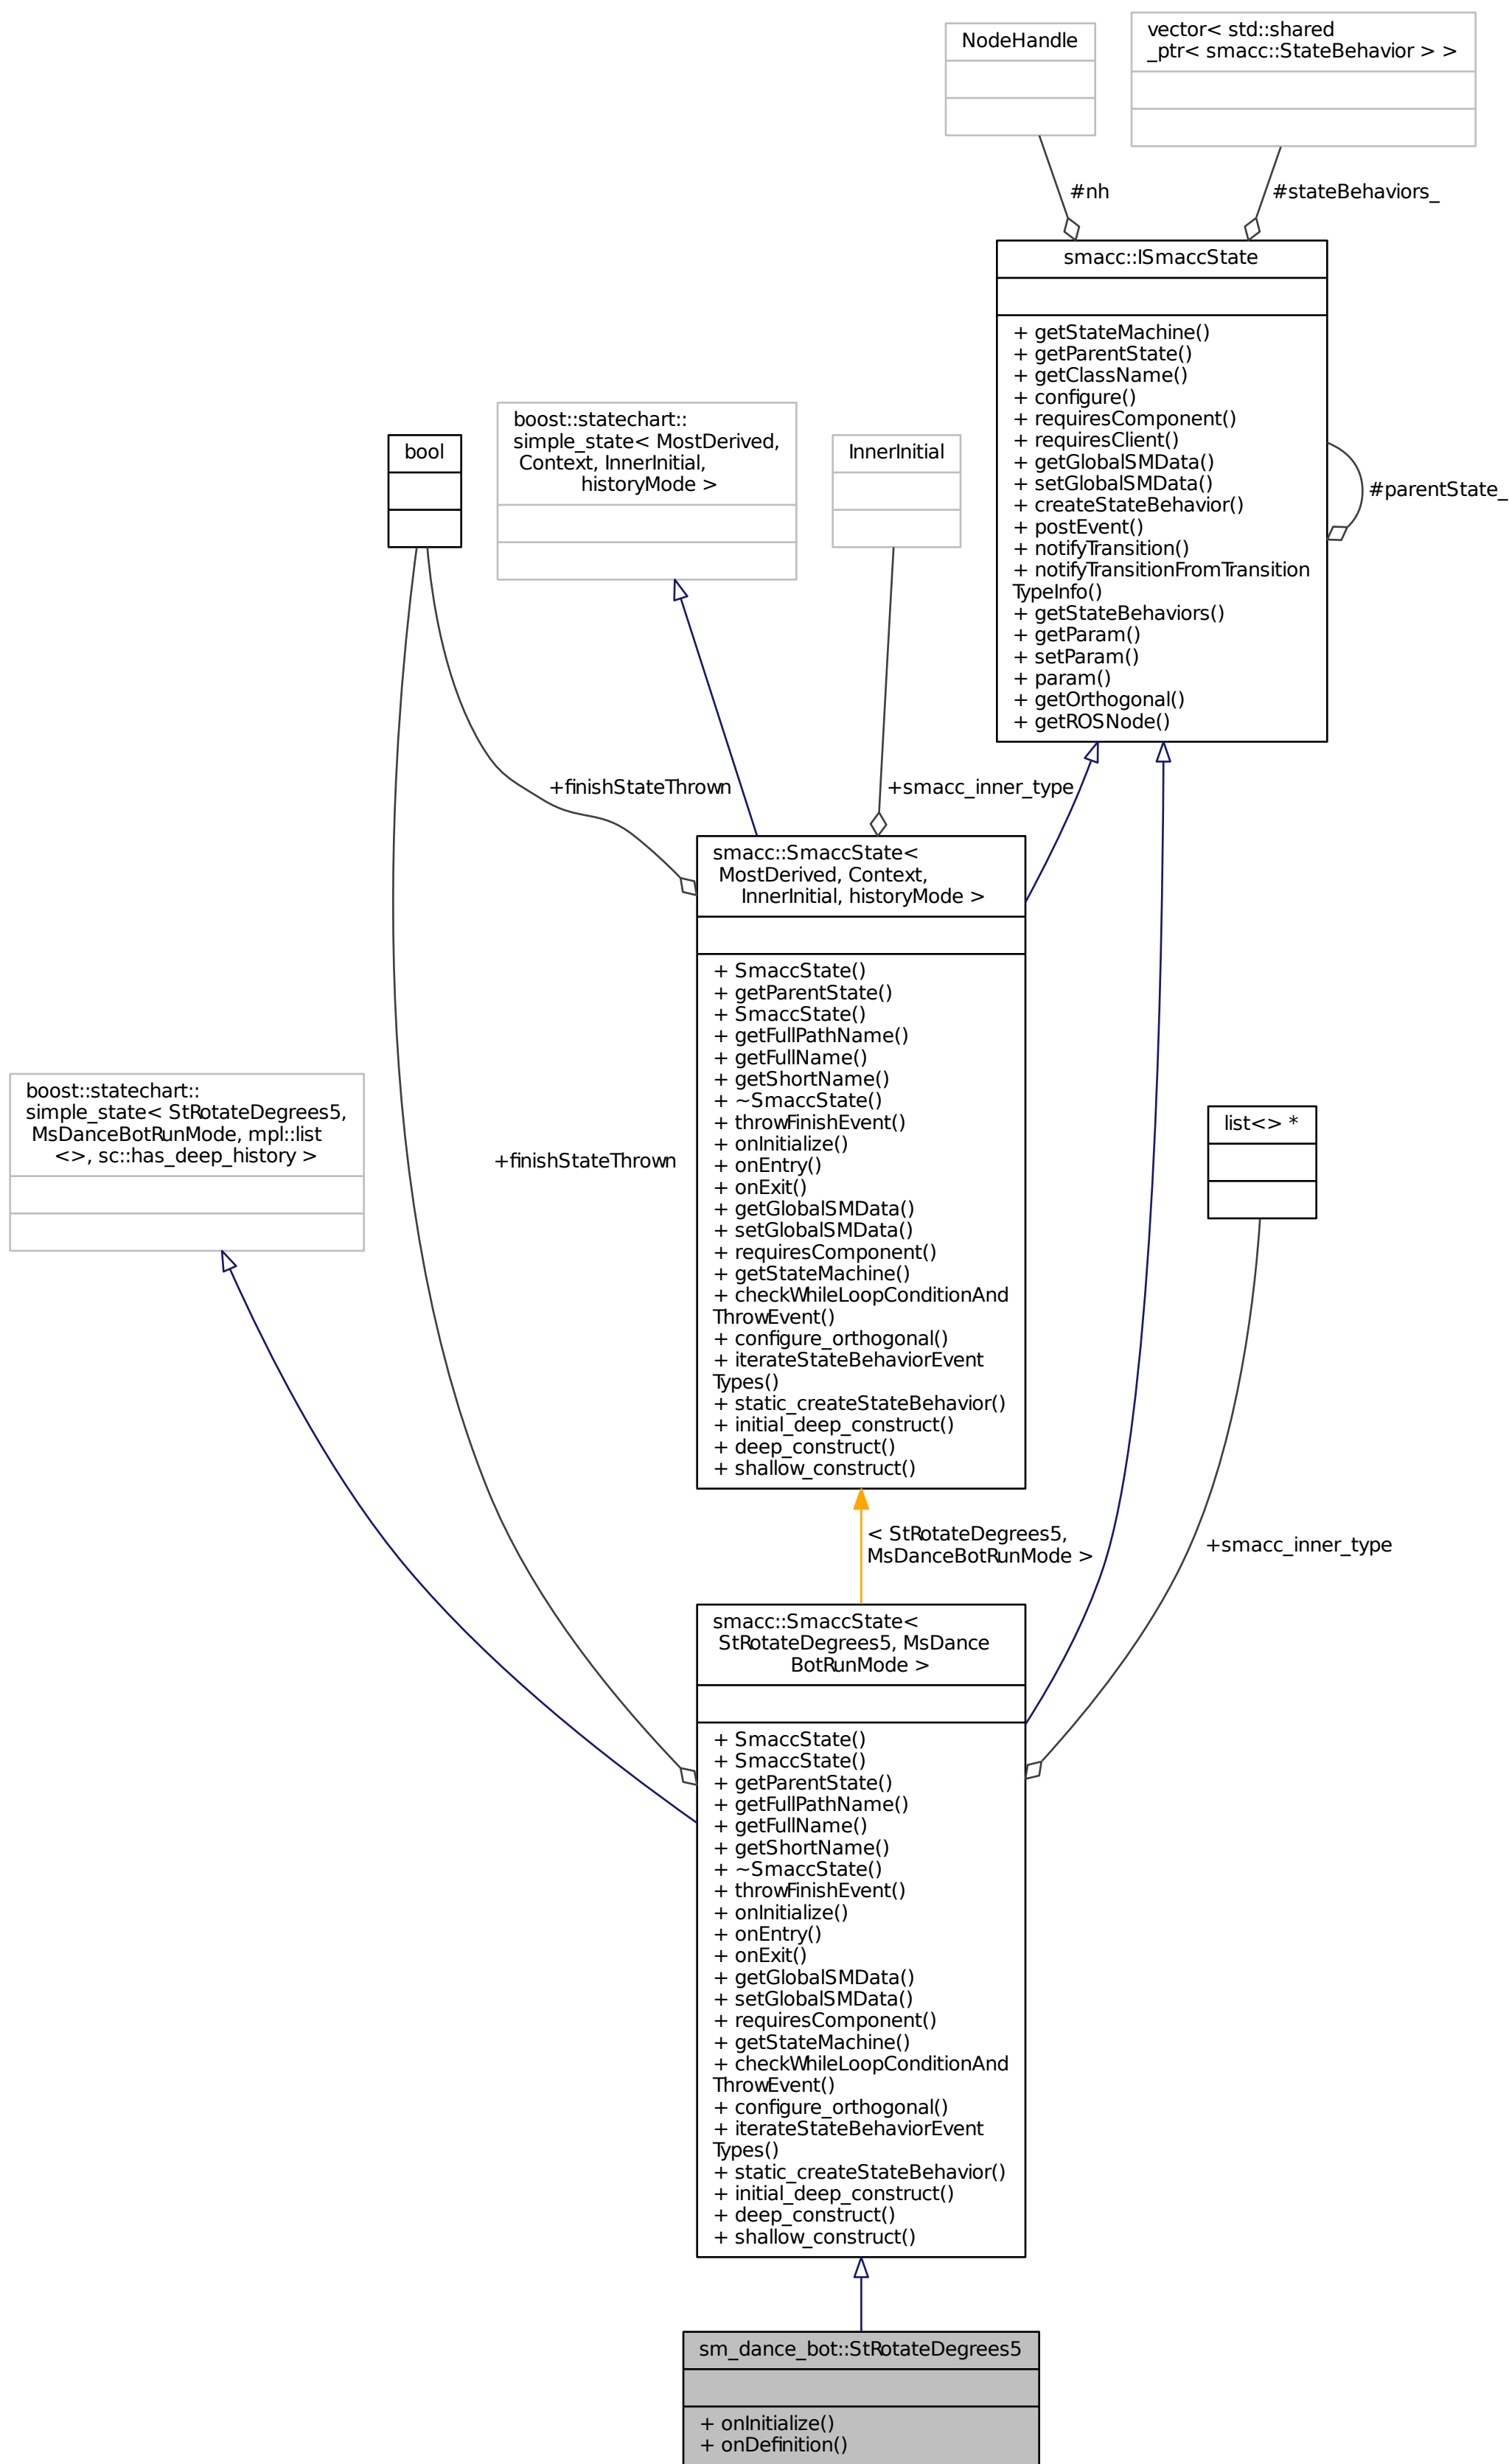 NodeHandle
vector< std::shared
_ptr< smacc::StateBehavior > >
#nh
#stateBehaviors_
smacc::ISmaccState
+ getStateMachine()
+ getParentState()
+ getClassName()
+ configure()
+ requiresComponent()
+ requiresClient()
+ getGlobalSMData()
+ setGlobalSMData()
+ createStateBehavior()
+ postEvent()
+ notifyTransition()
+ notifyTransitionFromTransition
TypeInfo()
+ getStateBehaviors()
+ getParam()
+ setParam()
+ param()
+ getOrthogonal()
+ getROSNode()
#parentState_
boost::statechart::
simple_state< MostDerived,
Context, InnerInitial,
historyMode >
bool
InnerInitial
+finishStateThrown
+smacc_inner_type
smacc::SmaccState<
MostDerived, Context,
InnerInitial, historyMode >
+ SmaccState()
+ getParentState()
+ SmaccState()
+ getFullPathName()
+ getFullName()
+ getShortName()
+ ~SmaccState()
+ throwFinishEvent()
+ onInitialize()
+ onEntry()
+ onExit()
+ getGlobalSMData()
+ setGlobalSMData()
+ requiresComponent()
+ getStateMachine()
+ checkWhileLoopConditionAnd
ThrowEvent()
+ configure_orthogonal()
+ iterateStateBehaviorEvent
Types()
+ static_createStateBehavior()
+ initial_deep_construct()
+ deep_construct()
+ shallow_construct()
boost::statechart::
simple_state< StRotateDegrees5,
MsDanceBotRunMode, mpl::list
<>, sc::has_deep_history >
+finishStateThrown
list<> *
< StRotateDegrees5,
MsDanceBotRunMode >
+smacc_inner_type
smacc::SmaccState<
StRotateDegrees5, MsDance
BotRunMode >
+ SmaccState()
+ SmaccState()
+ getParentState()
+ getFullPathName()
+ getFullName()
+ getShortName()
+ ~SmaccState()
+ throwFinishEvent()
+ onInitialize()
+ onEntry()
+ onExit()
+ getGlobalSMData()
+ setGlobalSMData()
+ requiresComponent()
+ getStateMachine()
+ checkWhileLoopConditionAnd
ThrowEvent()
+ configure_orthogonal()
+ iterateStateBehaviorEvent
Types()
+ static_createStateBehavior()
+ initial_deep_construct()
+ deep_construct()
+ shallow_construct()
sm_dance_bot::StRotateDegrees5
+ onInitialize()
+ onDefinition()